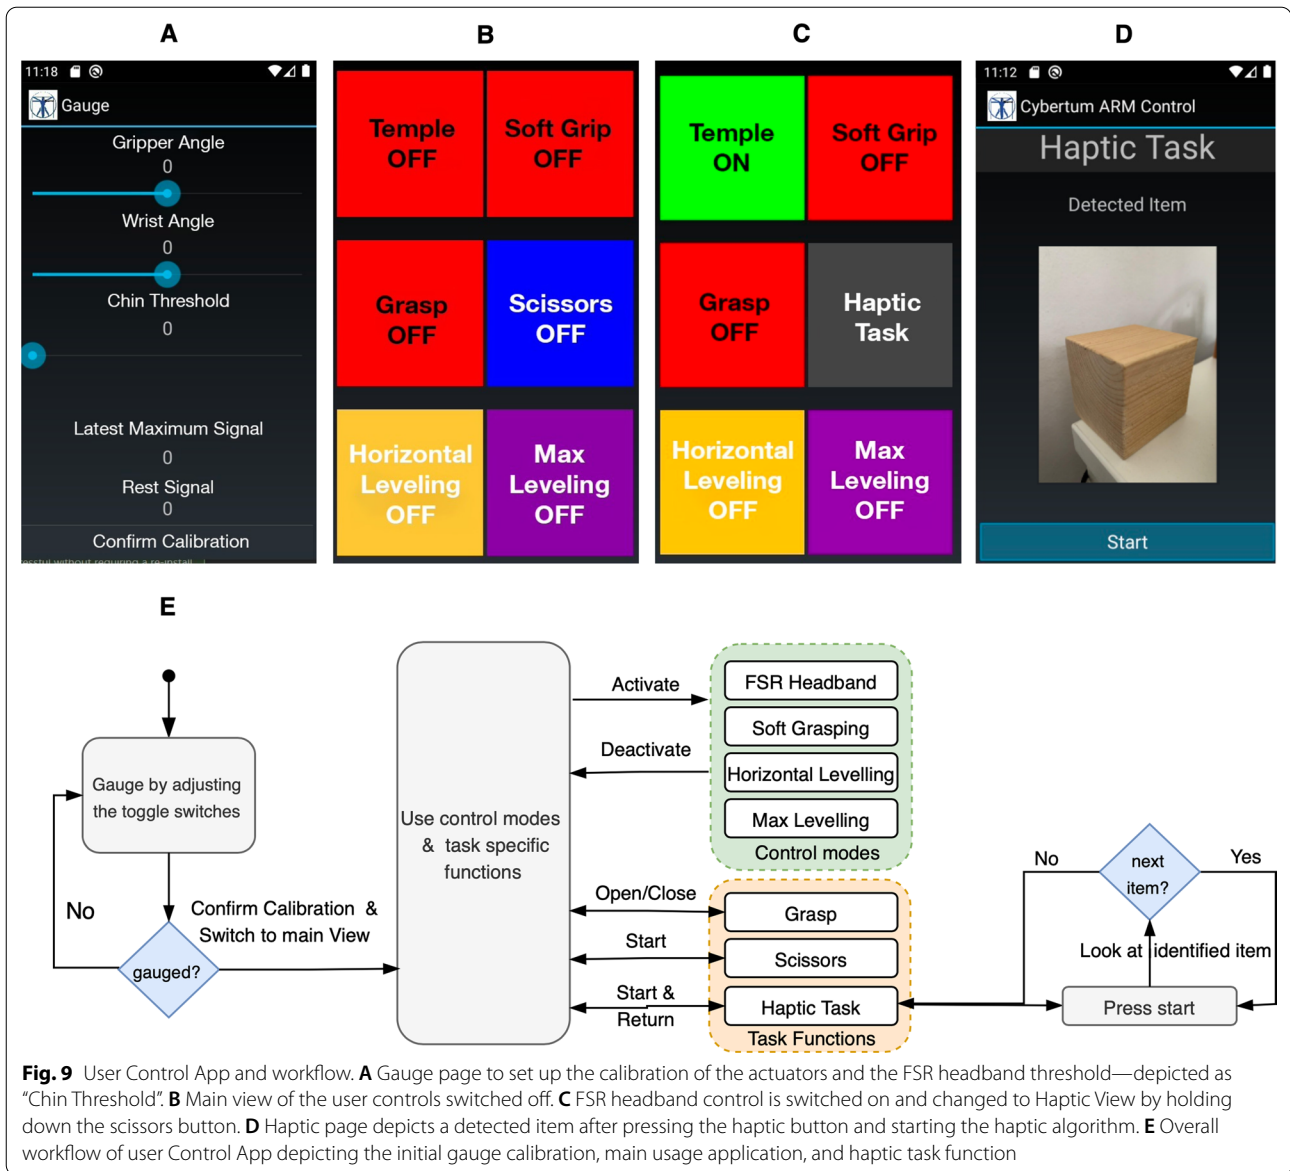 A
B
C
D
11:18
Gauge
Gripper Angle
0
Wrist Angle
0
Chin Threshold
0
Latest Maximum Signal
0
Rest Signal
0
Confirm Calibration
Temple
OFF
Soft Grip
OFF
Grasp
OFF
Scissors
OFF
Horizontal
Leveling
OFF
Max
Leveling
OFF
Temple
ON
Soft Grip
OFF
Grasp
OFF
Haptic
Task
Horizontal
Leveling
OFF
Max
Leveling
OFF
11:12
Cybertum ARM Control
Haptic Task
Detected Item
Start
E
Gauge by adjusting
the toggle switches
No
gauged?
Confirm Calibration &
Switch to main View
Use control modes
& task specific
functions
Activate
Deactivate
FSR Headband
Soft Grasping
Horizontal Levelling
Max Levelling
Control modes
Open/Close
Start
Start &
Return
Grasp
Scissors
Haptic Task
Task Functions
No
next
item?
Yes
Look at identified item
Press start
Fig. 9 User Control App and workflow. A Gauge page to set up the calibration of the actuators and the FSR headband threshold—depicted as
“Chin Threshold”. B Main view of the user controls switched off. C FSR headband control is switched on and changed to Haptic View by holding
down the scissors button. D Haptic page depicts a detected item after pressing the haptic button and starting the haptic algorithm. E Overall
workflow of user Control App depicting the initial gauge calibration, main usage application, and haptic task function